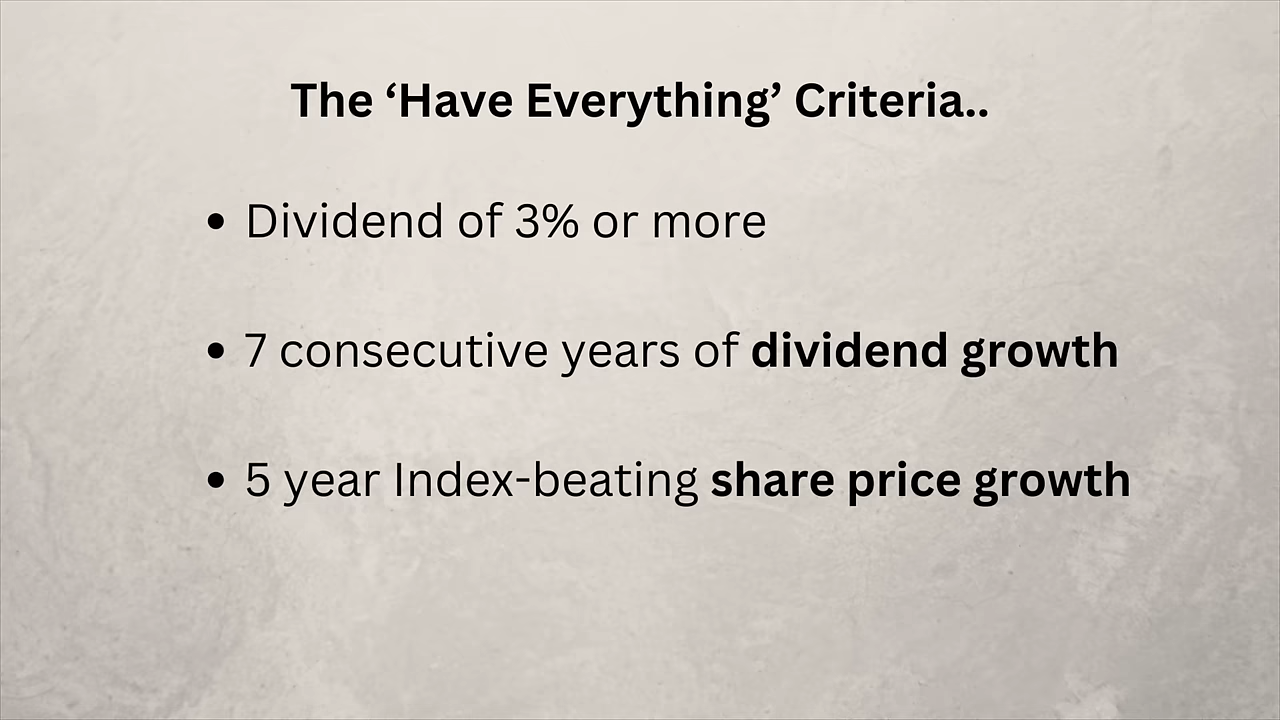 The ‘Have Everything’ Criteria..
• Dividend of 3% or more
• 7 consecutive years of dividend growth
• 5 year Index-beating share price growth